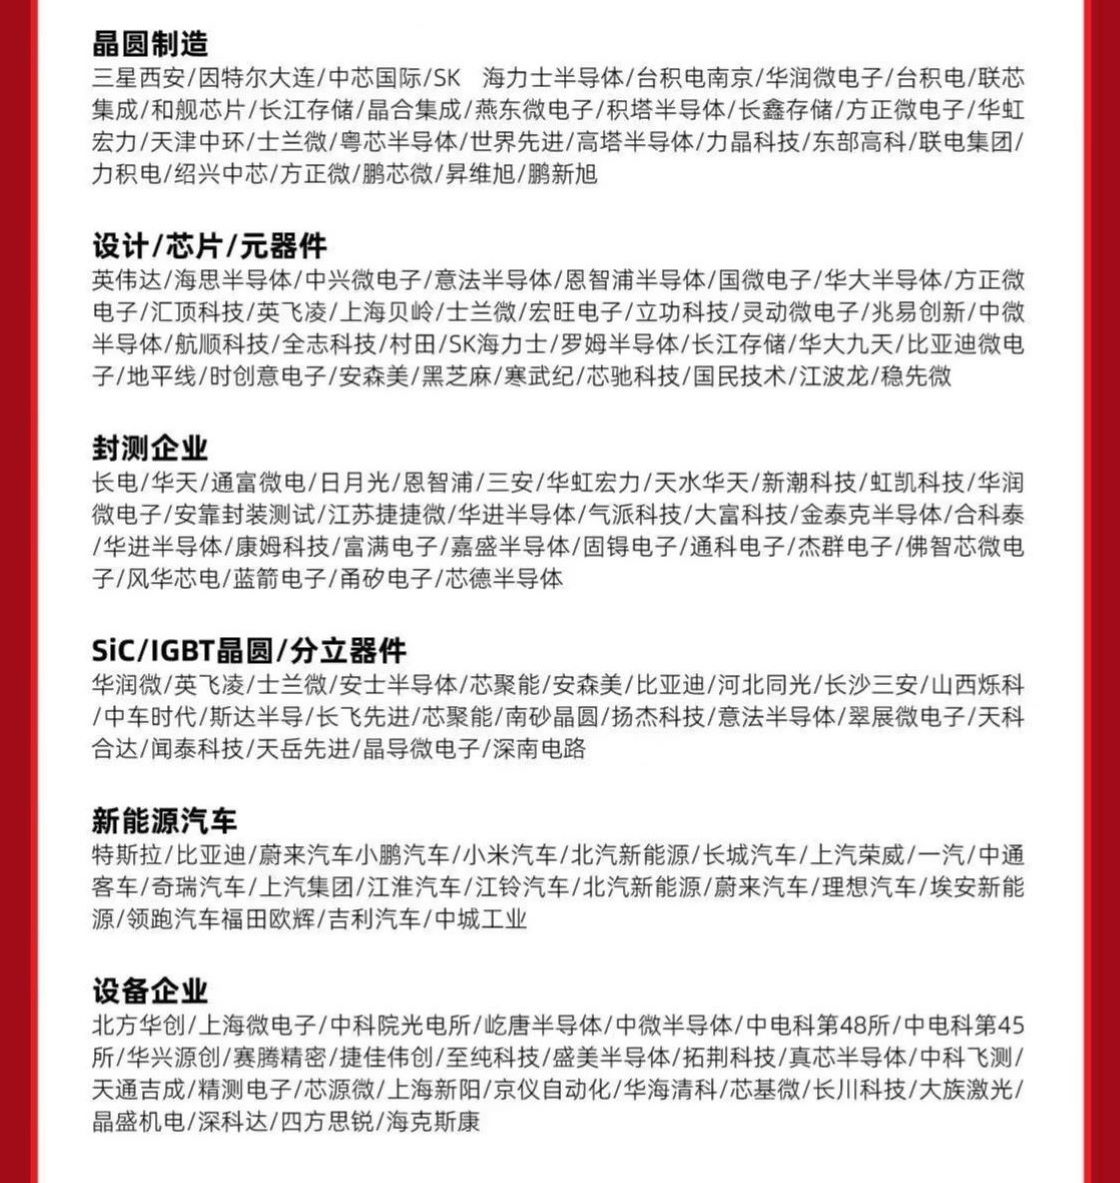 晶圆制造
三星西安/因特尔大连/中芯国际/SK 海力士半导体/台积电南京/华润微电子/台积电/联芯
集成/和舰芯片/长江存储/晶合集成/燕东微电子/积塔半导体/长鑫存储/方正微电子/华虹
宏力/天津中环/士兰微/粤芯半导体/世界先进/高塔半导体/力晶科技/东部高科/联电集团/
力积电/绍兴中芯/方正微/鹏芯微/昇维旭/鹏新旭
设计/芯片/元器件
英伟达/海思半导体/中兴微电子/意法半导体/恩智浦半导体/国微电子/华大半导体/方正微
电子/汇顶科技/英飞凌/上海贝岭/士兰微/宏旺电子/立功科技/灵动微电子/兆易创新/中微
半导体/航顺科技/全志科技/村田/SK海力士/罗姆半导体/长江存储/华大九天/比亚迪微电
子/地平线/时创意电子/安森美/黑芝麻/寒武纪/芯驰科技/国民技术/江波龙/稳先微
封测企业
长电/华天/通富微电/日月光/恩智浦/三安/华虹宏力/天水华天/新潮科技/虹凯科技/华润
微电子/安靠封装测试/江苏捷捷微/华进半导体/气派科技/大富科技/金泰克半导体/合科泰
/华进半导体/康姆科技/富满电子/嘉盛半导体/固锝电子/通科电子/杰群电子/佛智芯微电
子/风华芯电/蓝箭电子/甬矽电子/芯德半导体
SiC/IGBT晶圆/分立器件
华润微/英飞凌/士兰微/安士半导体/芯聚能/安森美/比亚迪/河北同光/长沙三安/山西烁科
/中车时代/斯达半导/长飞先进/芯聚能/南砂晶圆/扬杰科技/意法半导体/翠展微电子/天科
合达/闻泰科技/天岳先进/晶导微电子/深南电路
新能源汽车
特斯拉/比亚迪/蔚来汽车小鹏汽车/小米汽车/北汽新能源/长城汽车/上汽荣威/一汽/中通
客车/奇瑞汽车/上汽集团/江淮汽车/江铃汽车/北汽新能源/蔚来汽车/理想汽车/埃安新能
源/领跑汽车福田欧辉/吉利汽车/中城工业
设备企业
北方华创/上海微电子/中科院光电所/屹唐半导体/中微半导体/中电科第48所/中电科第45
所/华兴源创/赛腾精密/捷佳伟创/至纯科技/盛美半导体/拓荆科技/真芯半导体/中科飞测/
天通吉成/精测电子/芯源微/上海新阳/京仪自动化/华海清科/芯基微/长川科技/大族激光/
晶盛机电/深科达/四方思锐/海克斯康